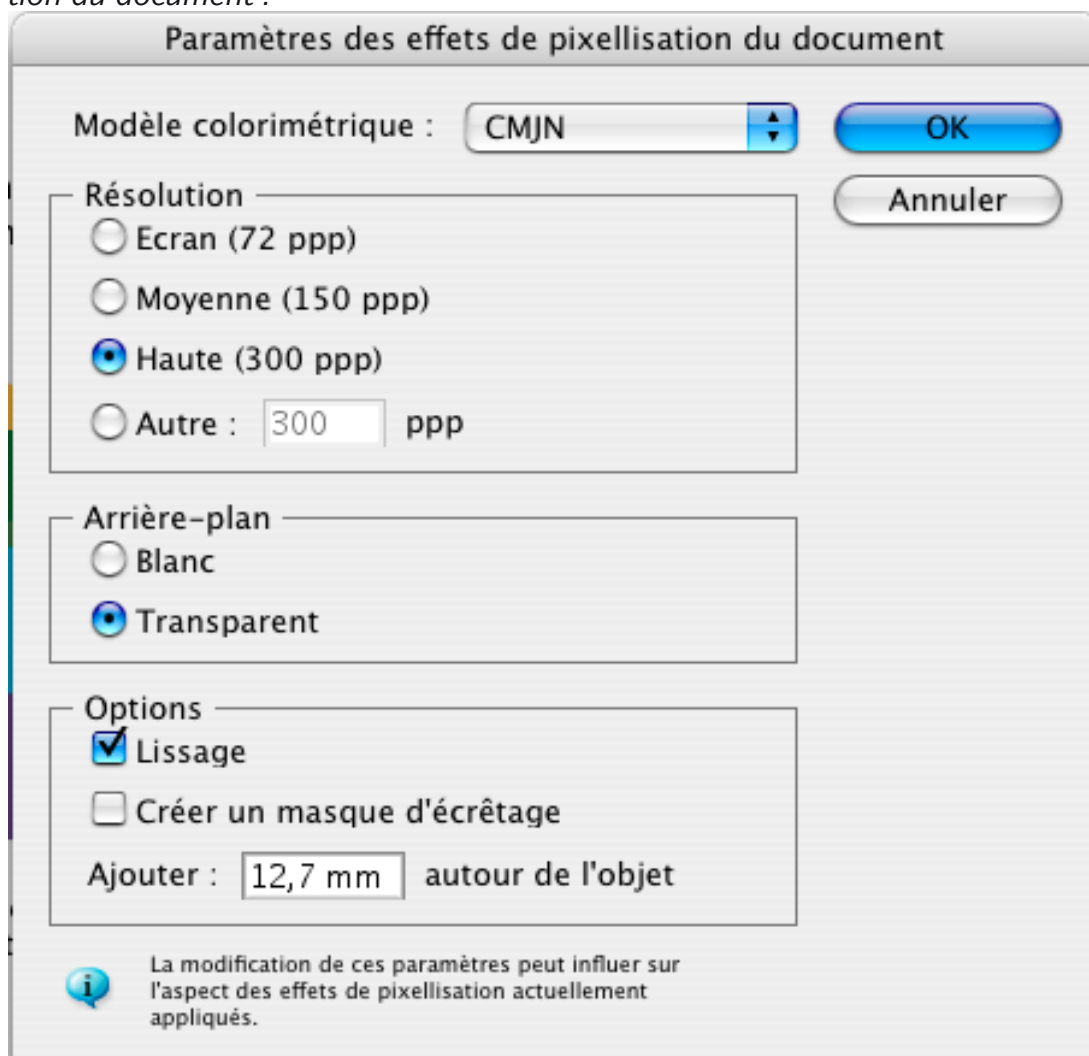 tion du document :
Paramètres des effets de pixellisation du document
Modèle colorimétrique : CMJN
OK
Résolution
Annuler
Ecran (72 ppp)
Moyenne (150 ppp)
Haute (300 ppp)
Autre : 300 ppp
Arrière-plan
Blanc
Transparent
Options
Lissage
Créer un masque d'écrêtage
Ajouter : 12,7 mm autour de l'objet
i
La modification de ces paramètres peut influer sur
l'aspect des effets de pixellisation actuellement
appliqués.